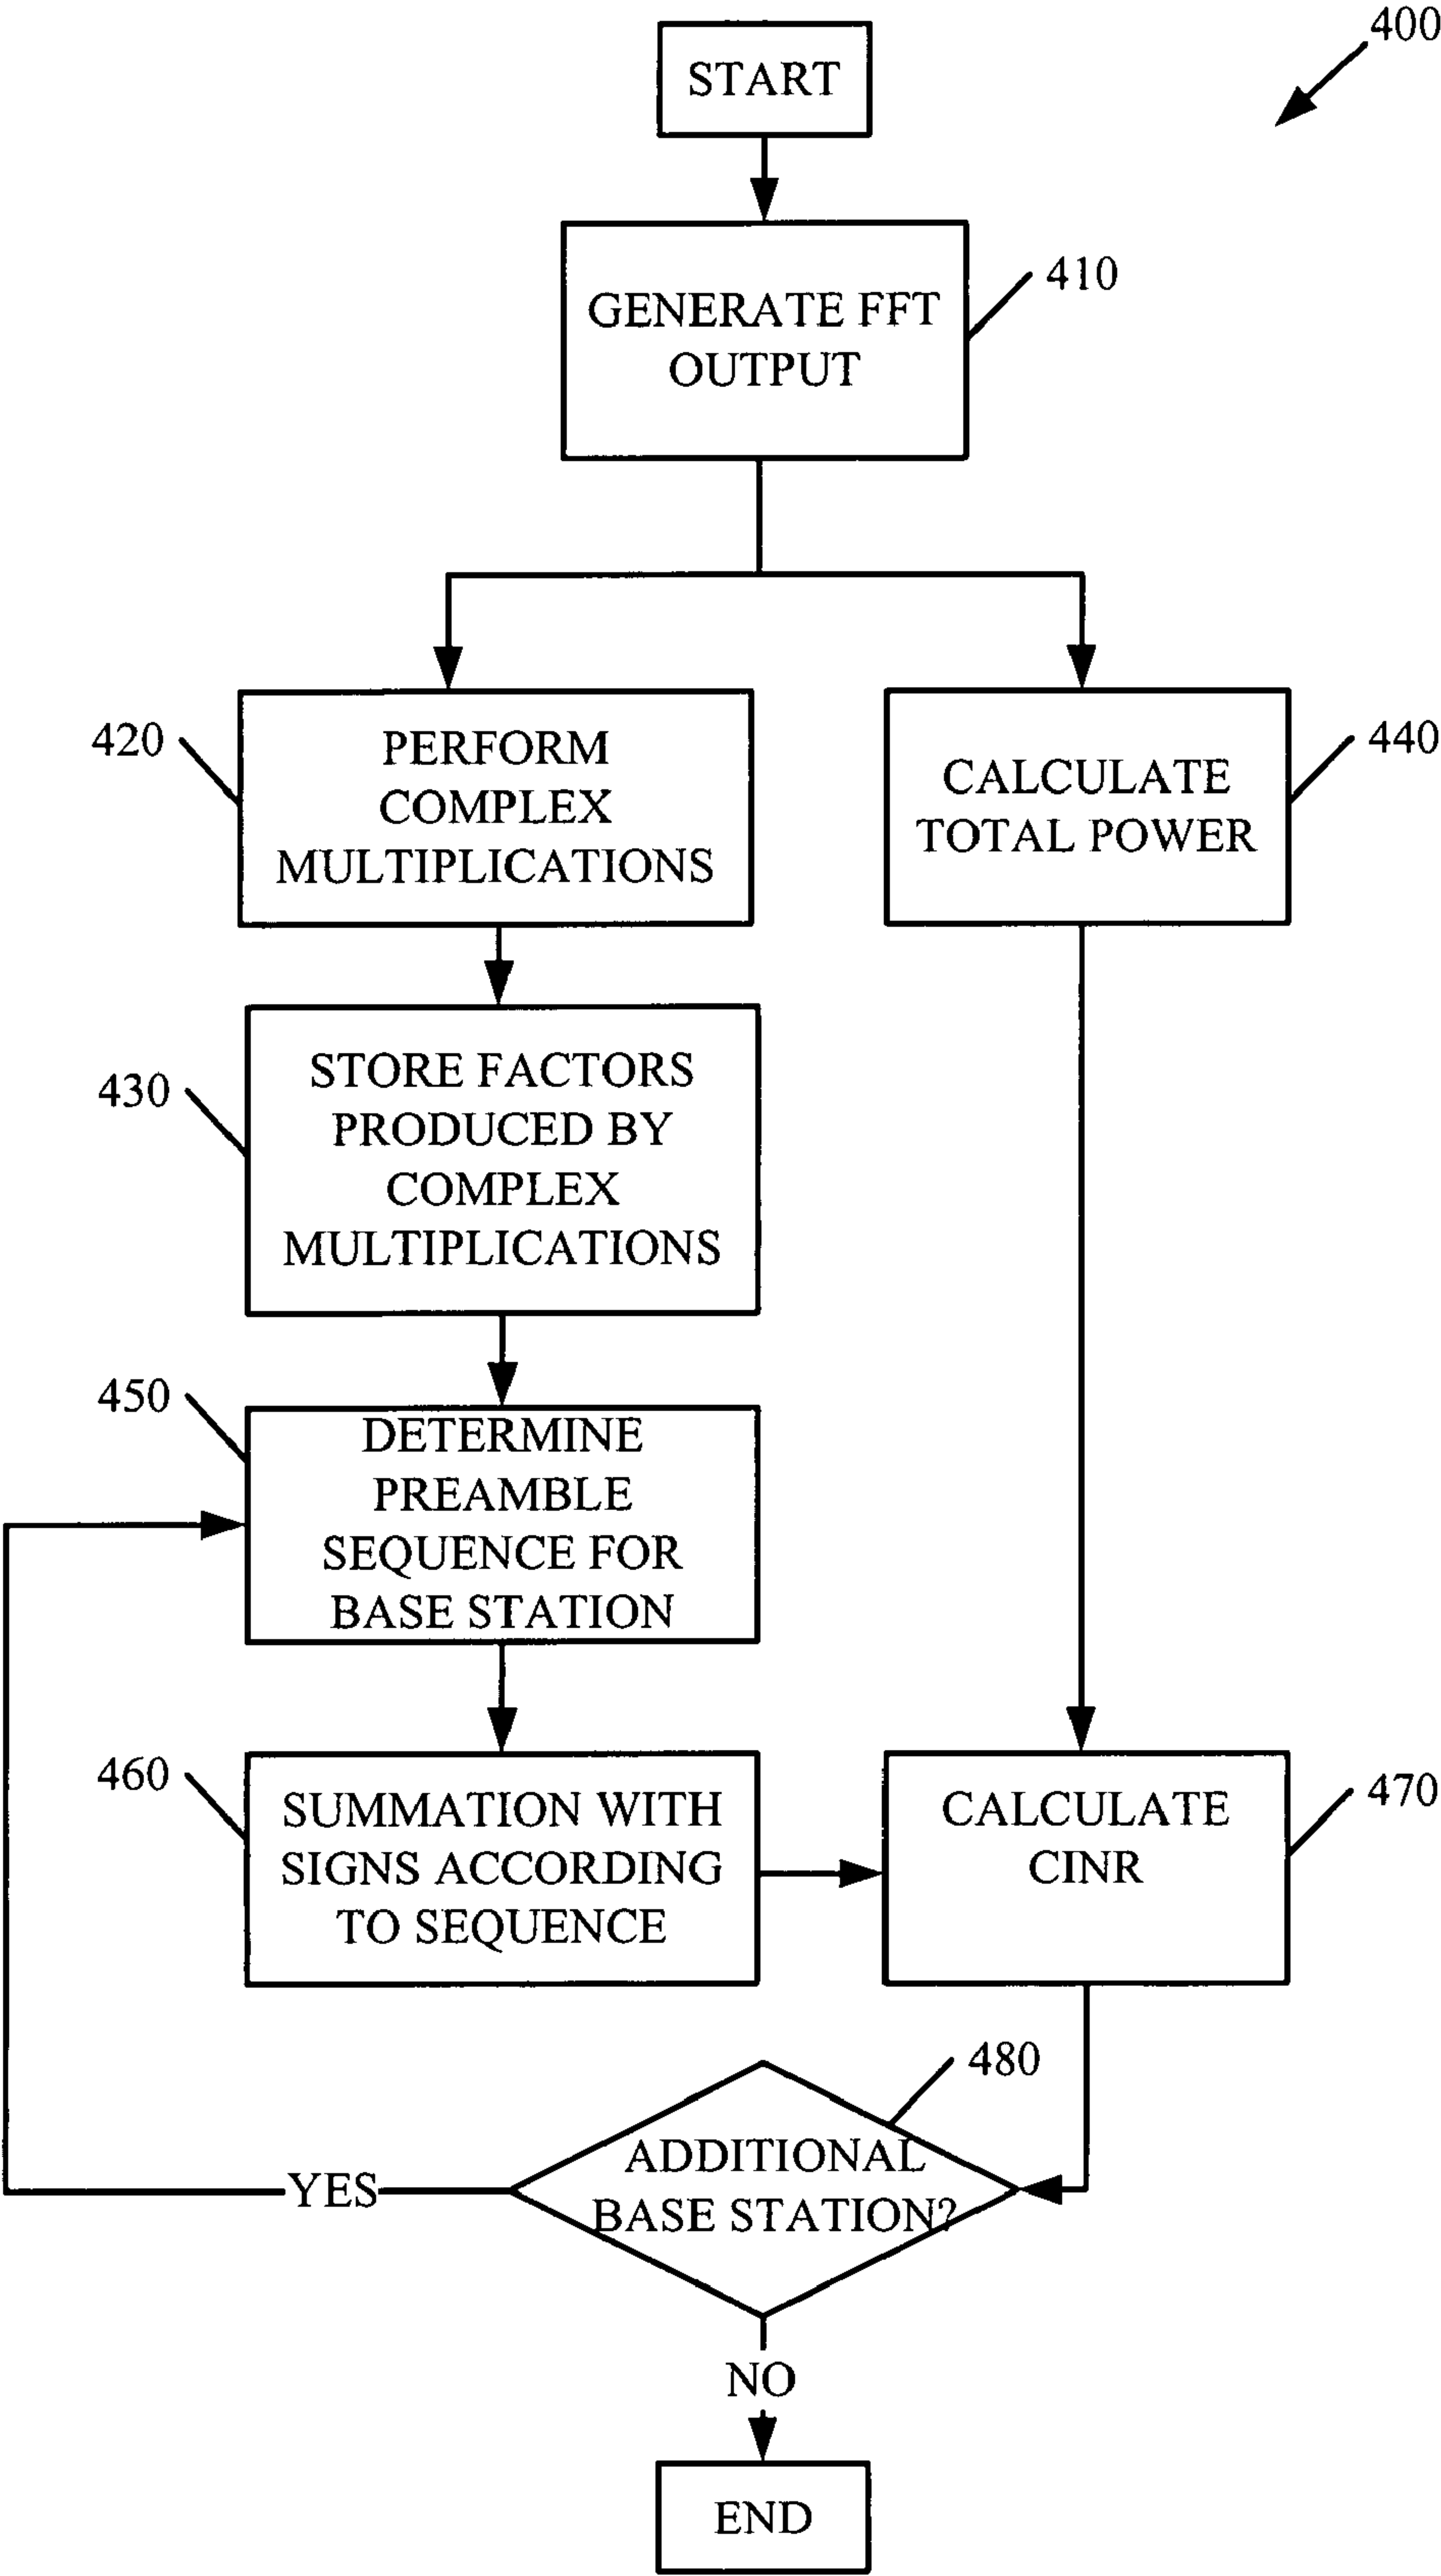 400
START
410
GENERATE FFT
OUTPUT
420
PERFORM
COMPLEX
MULTIPLICATIONS
440
CALCULATE
TOTAL POWER
430
STORE FACTORS
PRODUCED BY
COMPLEX
MULTIPLICATIONS
450
DETERMINE
PREAMBLE
SEQUENCE FOR
BASE STATION
460
SUMMATION WITH
SIGNS ACCORDING
TO SEQUENCE
470
CALCULATE
CINR
480
ADDITIONAL
BASE STATION?
YES
NO
END